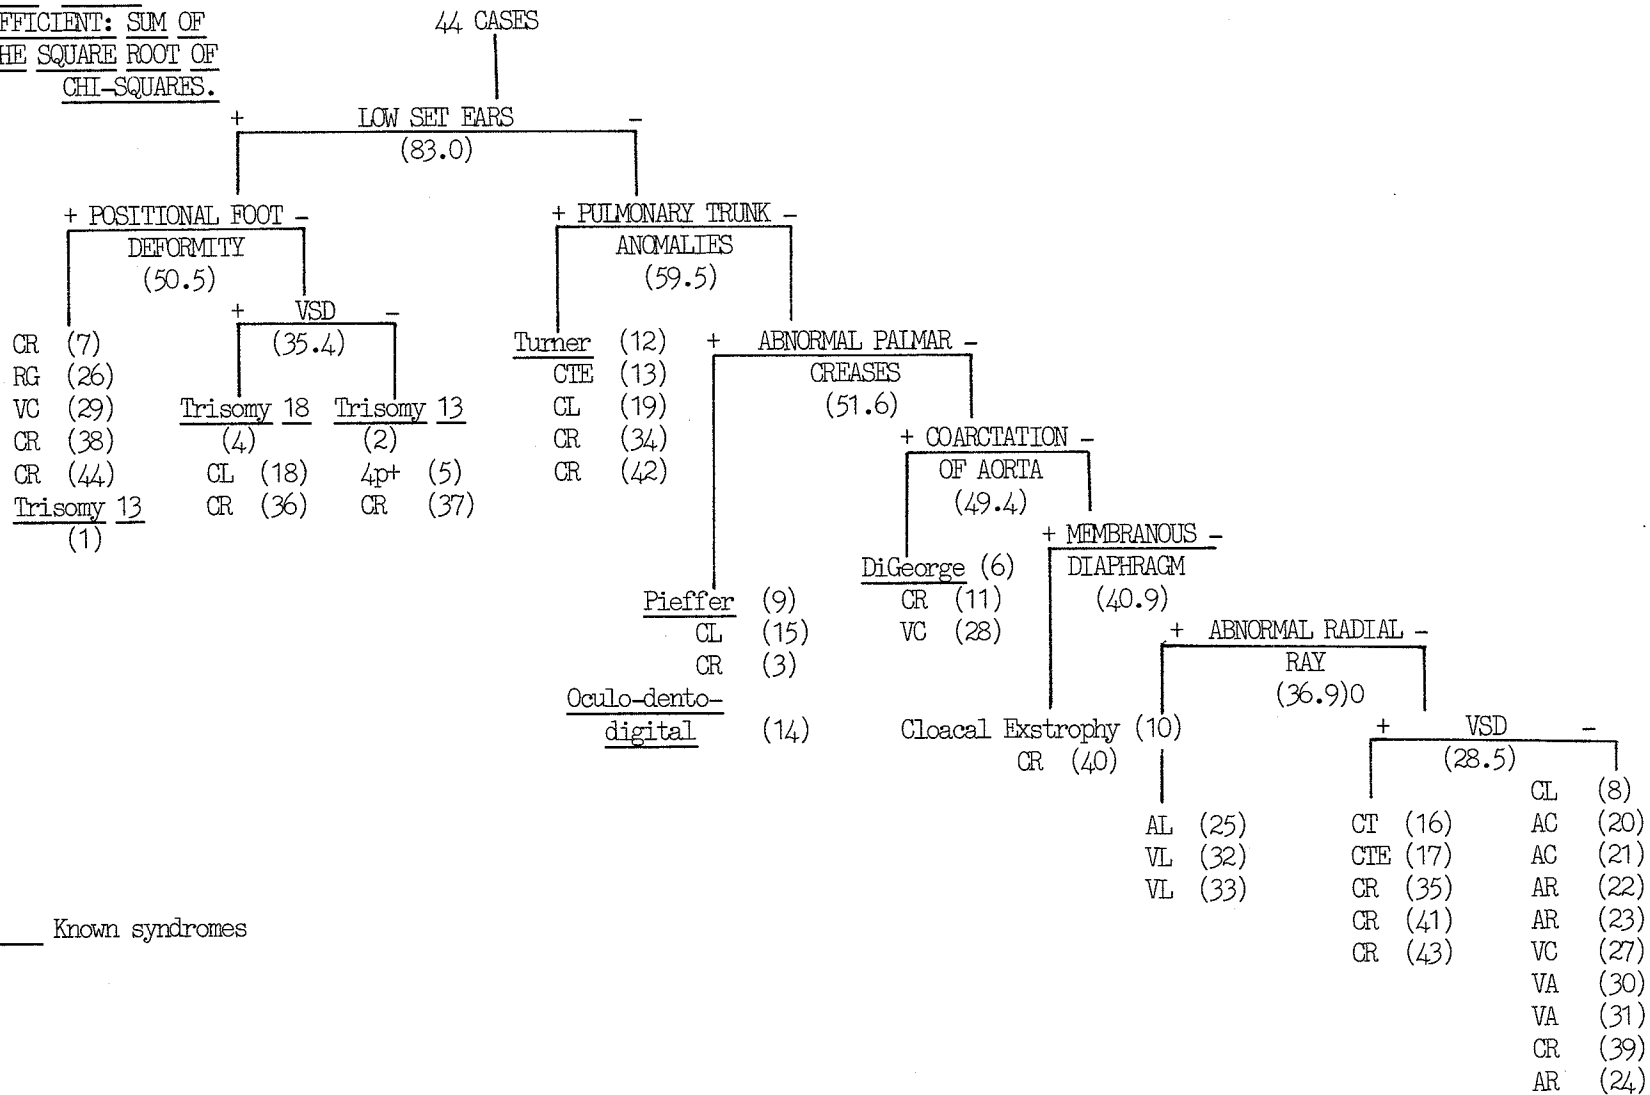 EFFICIENT: SUM OF
HE SQUARE ROOT OF
CHI-SQUARES.
44 CASES
+ LOW SET EARS -
(83.0)
+ POSITIONAL FOOT -
DEFORMITY
(50.5)
+ PULMONARY TRUNK -
ANOMALIES
(59.5)
+ VSD -
(35.4)
CR (7)
RG (26)
VC (29)
CR (38)
CR (44)
Trisomy 13
(1)
Trisomy 18
(4)
CL (18)
CR (36)
Trisomy 13
(2)
4p+ (5)
CR (37)
Turner (12)
CTE (13)
CL (19)
CR (34)
CR (42)
+ ABNORMAL PALMAR -
CREASES
(51.6)
Pieffer (9)
CL (15)
CR (3)
Oculo-dento-
digital (14)
+ COARCTATION -
OF AORTA
(49.4)
DiGeorge (6)
CR (11)
VC (28)
+ MEMBRANOUS -
DIAPHRAGM
(40.9)
Cloacal Exstrophy (10)
CR (40)
+ ABNORMAL RADIAL -
RAY
(36.9)0
AL (25)
VL (32)
VL (33)
+ VSD -
(28.5)
CT (16)
CTE (17)
CR (35)
CR (41)
CR (43)
CL (8)
AC (20)
AC (21)
AR (22)
AR (23)
VC (27)
VA (30)
VA (31)
CR (39)
AR (24)
Known syndromes